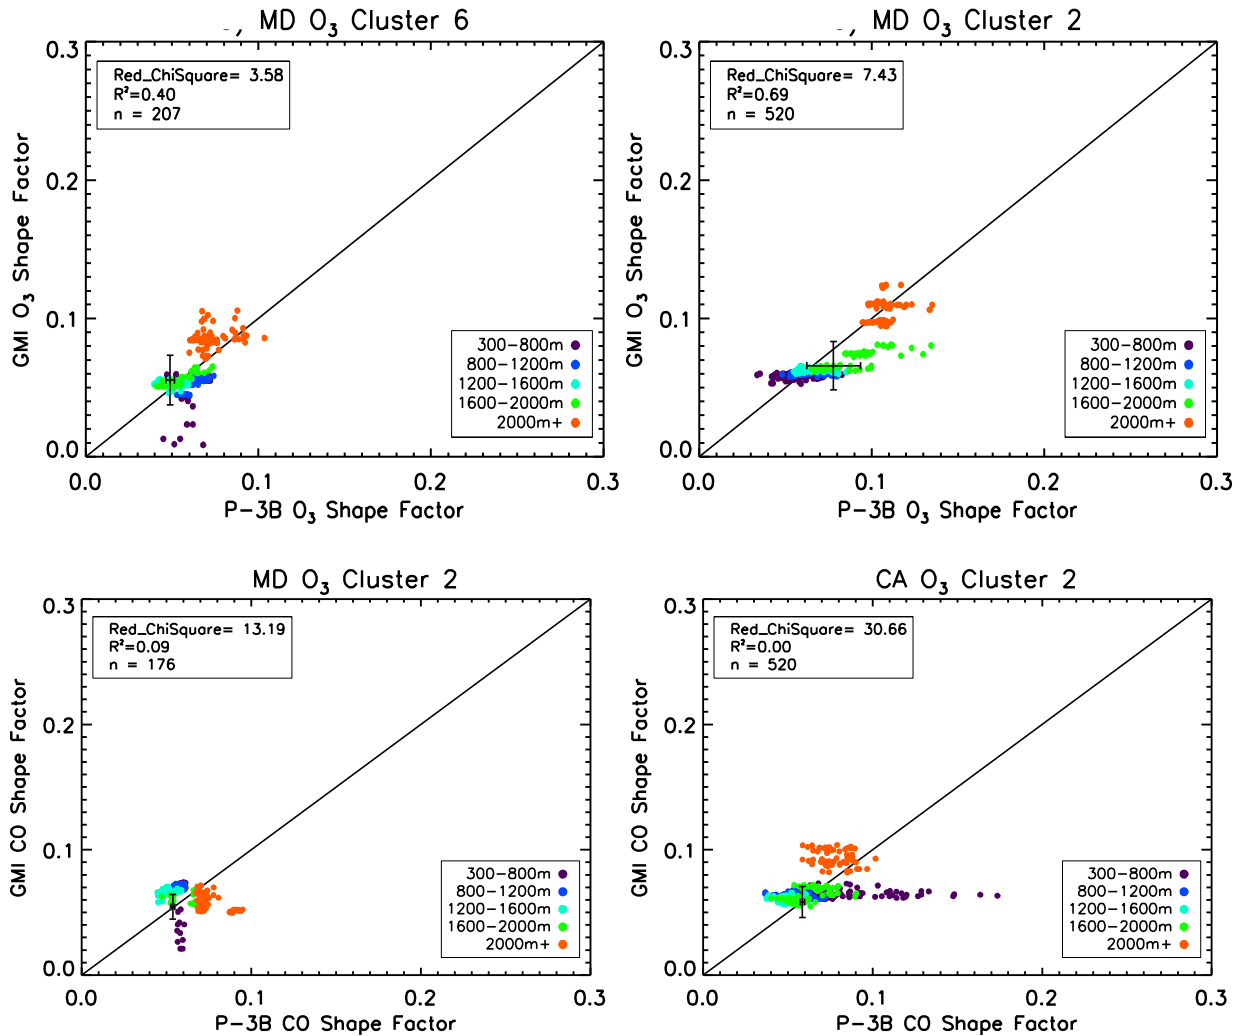 MD O₃ Cluster 6
0.3
0.2
0.1
0.0
GMI O₃ Shape Factor
Red_ChiSquare= 3.58
R²=0.40
n = 207
300-800m
800-1200m
1200-1600m
1600-2000m
2000m+
0.0 0.1 0.2 0.3
P-3B O₃ Shape Factor
MD O₃ Cluster 2
0.3
0.2
0.1
0.0
GMI O₃ Shape Factor
Red_ChiSquare= 7.43
R²=0.69
n = 520
300-800m
800-1200m
1200-1600m
1600-2000m
2000m+
0.0 0.1 0.2 0.3
P-3B O₃ Shape Factor
MD O₃ Cluster 2
0.3
0.2
0.1
0.0
GMI CO Shape Factor
Red_ChiSquare= 13.19
R²=0.09
n = 176
300-800m
800-1200m
1200-1600m
1600-2000m
2000m+
0.0 0.1 0.2 0.3
P-3B CO Shape Factor
CA O₃ Cluster 2
0.3
0.2
0.1
0.0
GMI CO Shape Factor
Red_ChiSquare= 30.66
R²=0.00
n = 520
300-800m
800-1200m
1200-1600m
1600-2000m
2000m+
0.0 0.1 0.2 0.3
P-3B CO Shape Factor